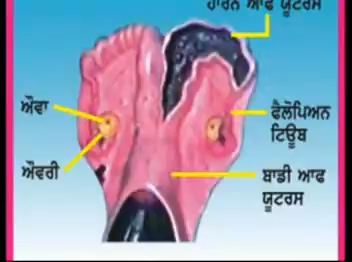 ਹਾਰਨ ਆਫ ਯੂਟਰਸ
ਔਵਾ
ਫੈਲੋਪਿਅਨ
ਟਿਊਬ
ਔਵਰੀ
ਬਾਡੀ ਆਫ
ਯੂਟਰਸ